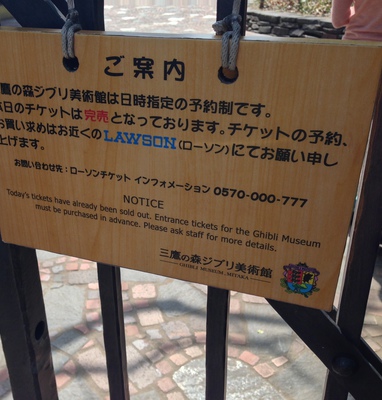 ご案内
三鷹の森ジブリ美術館は日時指定の予約制です。
本日のチケットは完売となっております。チケットの予約、
お買い求めはお近くのLAWSON(ローソン)にてお願い申し
上げます。
お問い合わせ先：ローソンチケット インフォメーション 0570-000-777
NOTICE
Today's tickets have already been sold out. Entrance tickets for the Ghibli Museum
must be purchased in advance. Please ask staff for more details.
三鷹の森ジブリ美術館
GHIBLI MUSEUM, MITAKA